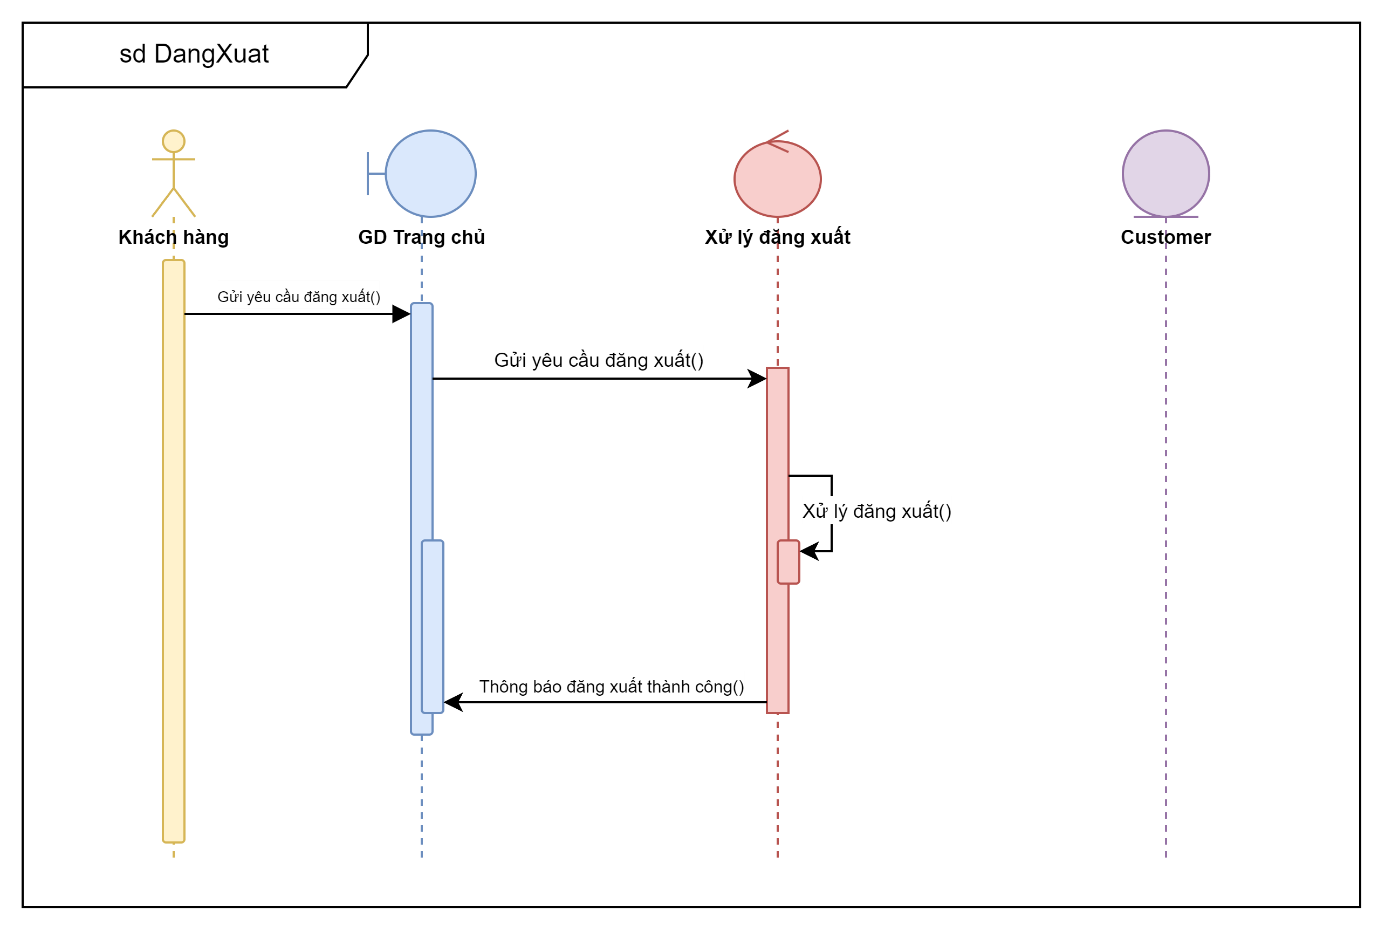 sd DangXuat
Khách hàng
GD Trang chủ
Xử lý đăng xuất
Customer
Gửi yêu cầu đăng xuất()
Gửi yêu cầu đăng xuất()
Xử lý đăng xuất()
Thông báo đăng xuất thành công()